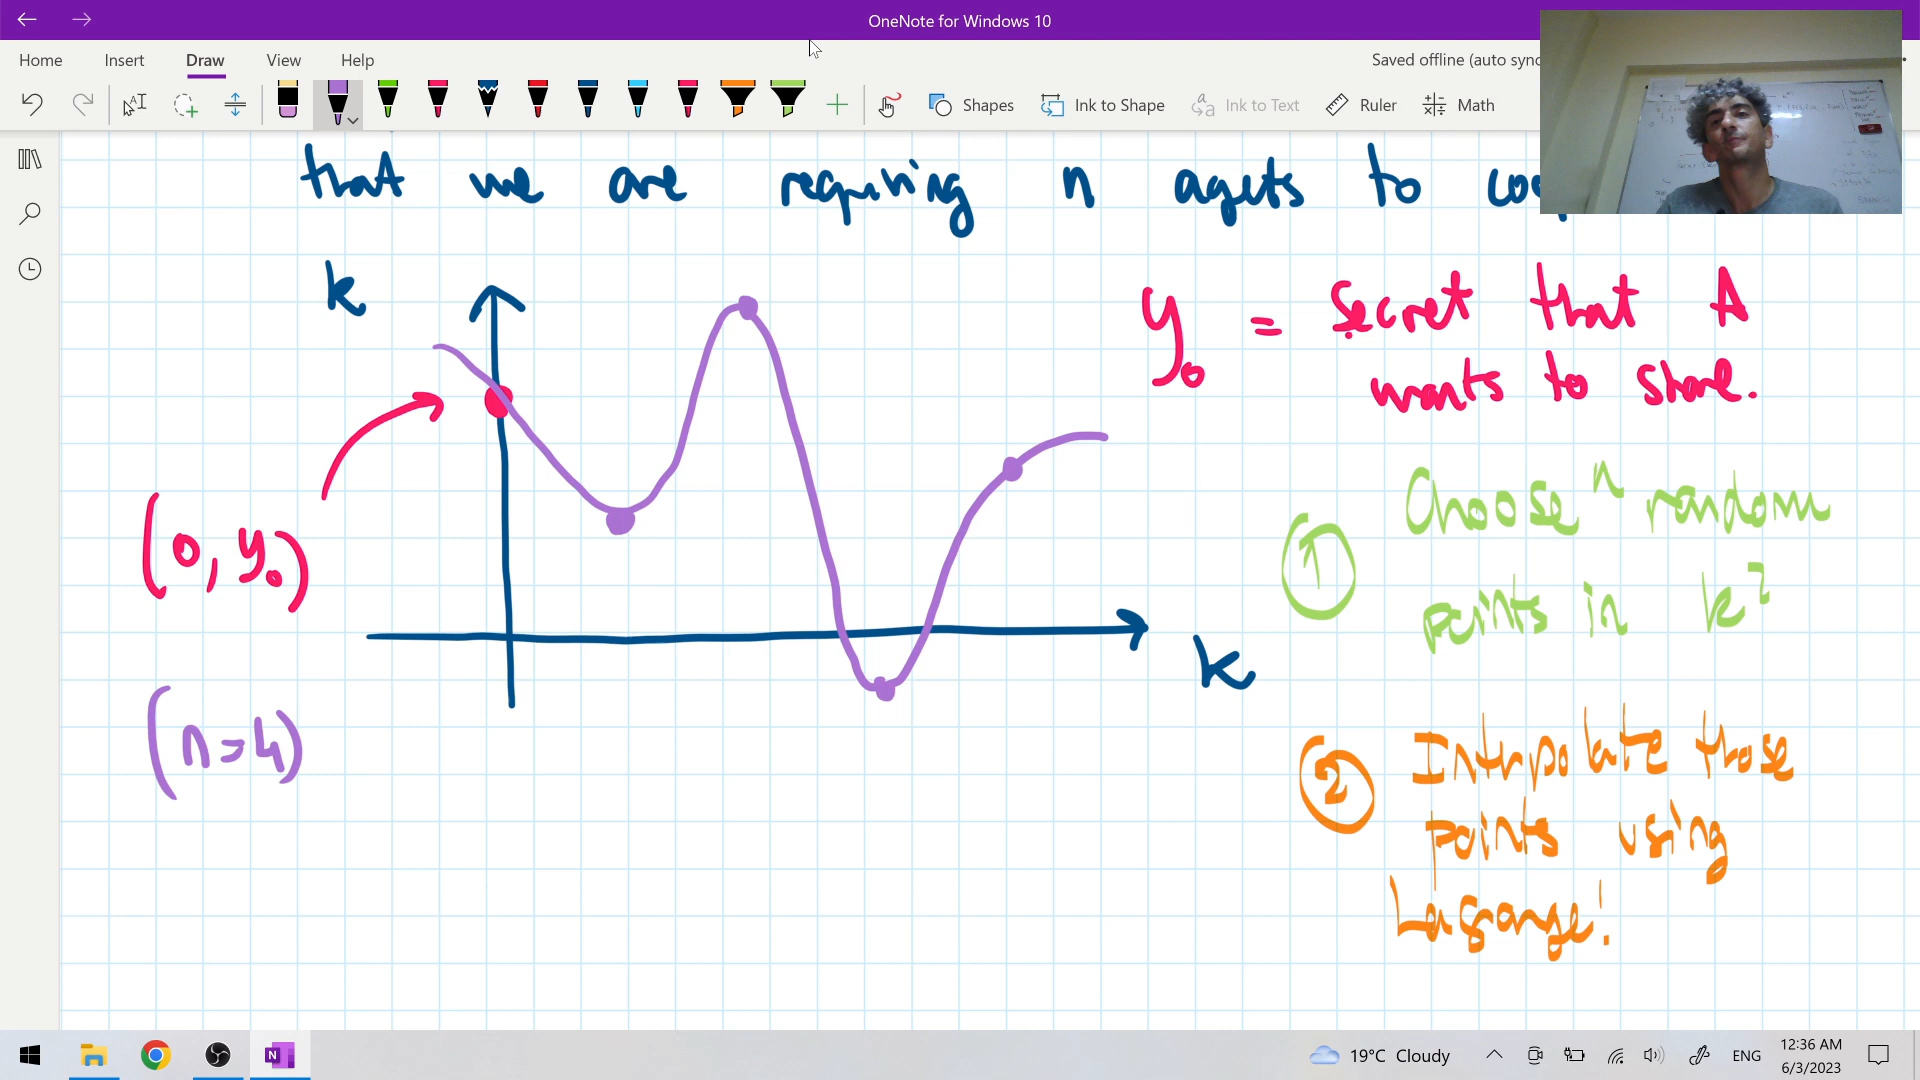 OneNote for Windows 10
Home Insert Draw View Help
Saved offline (auto sync
Shapes Ink to Shape Ink to Text Ruler Math
that we are requiring n agets to
k
y₀ = secret that A
wants to share.
(0, y₀)
① Choose n random
points in k²
k
(n=4)
② Interpolate those
points using
Lagrange!
19°C Cloudy
ENG
12:36 AM
6/3/2023